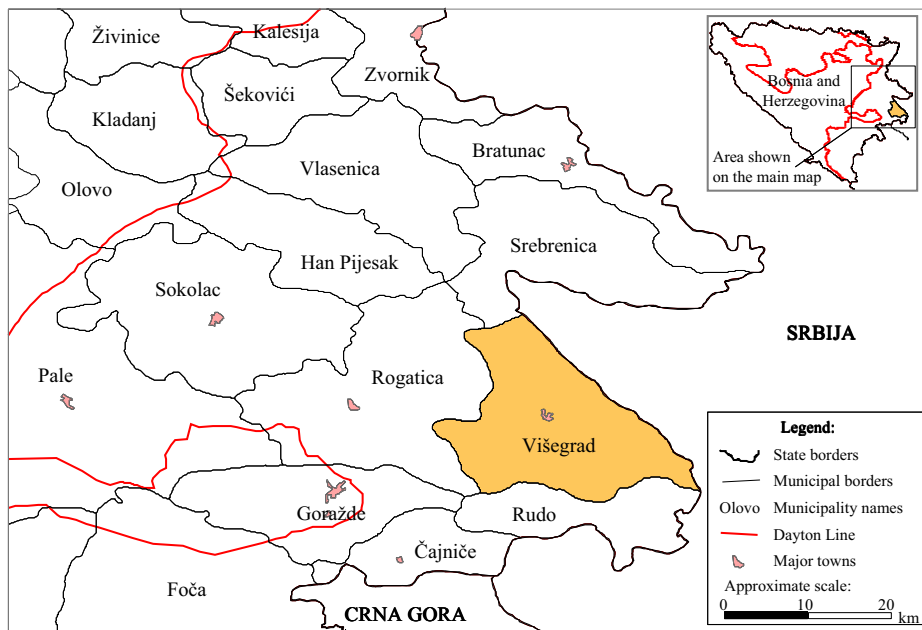 Živinice
Kalesija
Zvornik
Šekovići
Kladanj
Bratunac
Vlasenica
Olovo
Srebrenica
Han Pijesak
Sokolac
SRBIJA
Pale
Rogatica
Višegrad
Goražde
Rudo
Čajniče
Foča
CRNA GORA
Bosnia and
Herzegovina
Area shown
on the main map
Legend:
State borders
Municipal borders
Olovo Municipality names
Dayton Line
Major towns
Approximate scale:
0 10 20
km